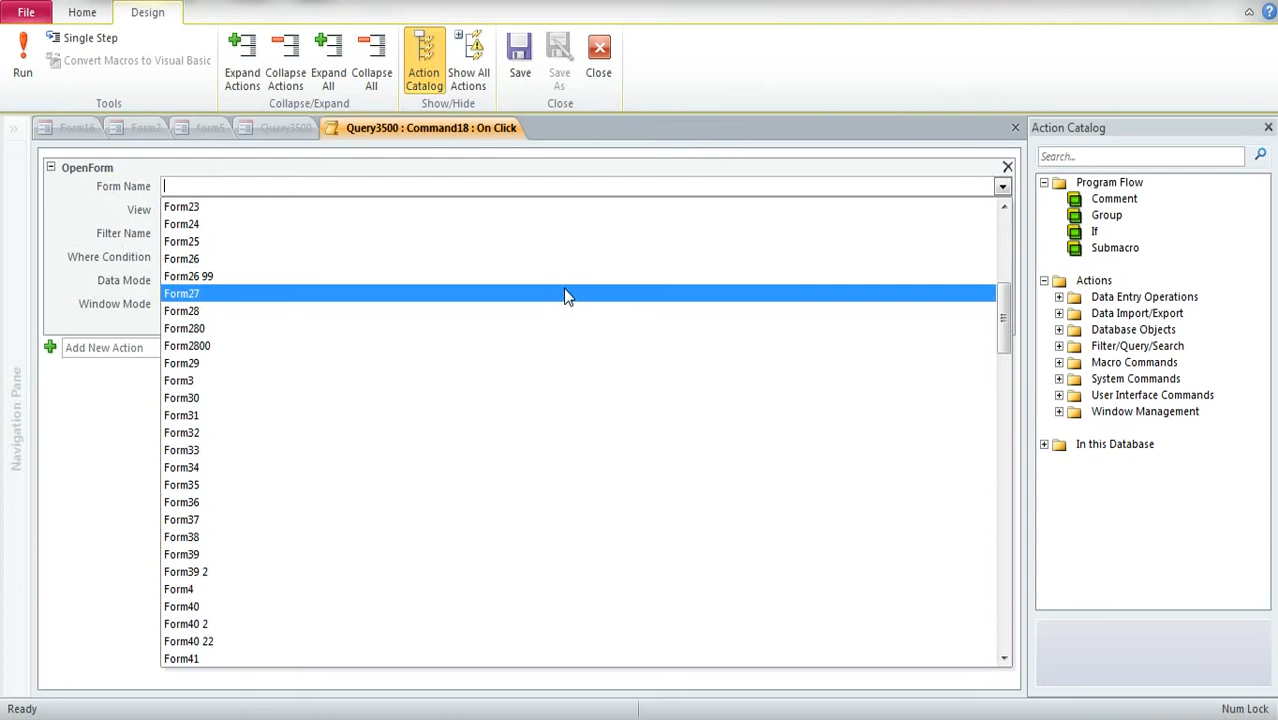 File Home Design
Run
Single Step
Convert Macros to Visual Basic
Tools
Expand Actions
Collapse Actions
Expand All
Collapse All
Collapse/Expand
Action Catalog
Show All Actions
Show/Hide
Save
Save As
Close
Close
Form16 Form2 form5 Query3500 Query3500 : Command18 : On Click
Navigation Pane
OpenForm
Form Name
View
Filter Name
Where Condition
Data Mode
Window Mode
Add New Action
Form23
Form24
Form25
Form26
Form26 99
Form27
Form28
Form280
Form2800
Form29
Form3
Form30
Form31
Form32
Form33
Form34
Form35
Form36
Form37
Form38
Form39
Form39 2
Form4
Form40
Form40 2
Form40 22
Form41
Action Catalog
Search...
Program Flow
Comment
Group
If
Submacro
Actions
Data Entry Operations
Data Import/Export
Database Objects
Filter/Query/Search
Macro Commands
System Commands
User Interface Commands
Window Management
In this Database
Ready
Num Lock